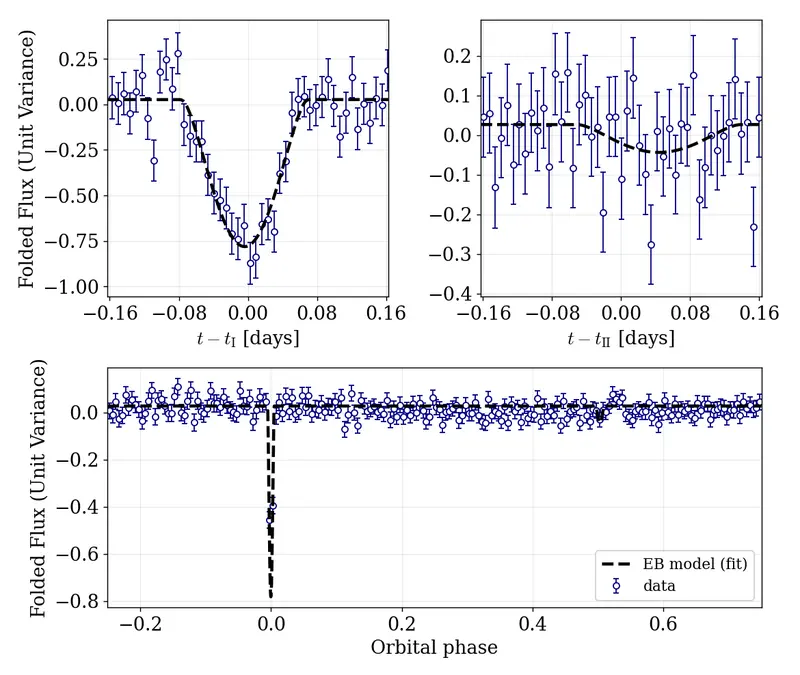 Folded Flux (Unit Variance)
0.25
0.00
−0.25
−0.50
−0.75
−1.00
−0.16 −0.08 0.00 0.08 0.16
t − tI [days]
0.2
0.1
0.0
−0.1
−0.2
−0.3
−0.4
−0.16 −0.08 0.00 0.08 0.16
t − tII [days]
Folded Flux (Unit Variance)
0.0
−0.2
−0.4
−0.6
−0.8
EB model (fit)
data
−0.2 0.0 0.2 0.4 0.6
Orbital phase